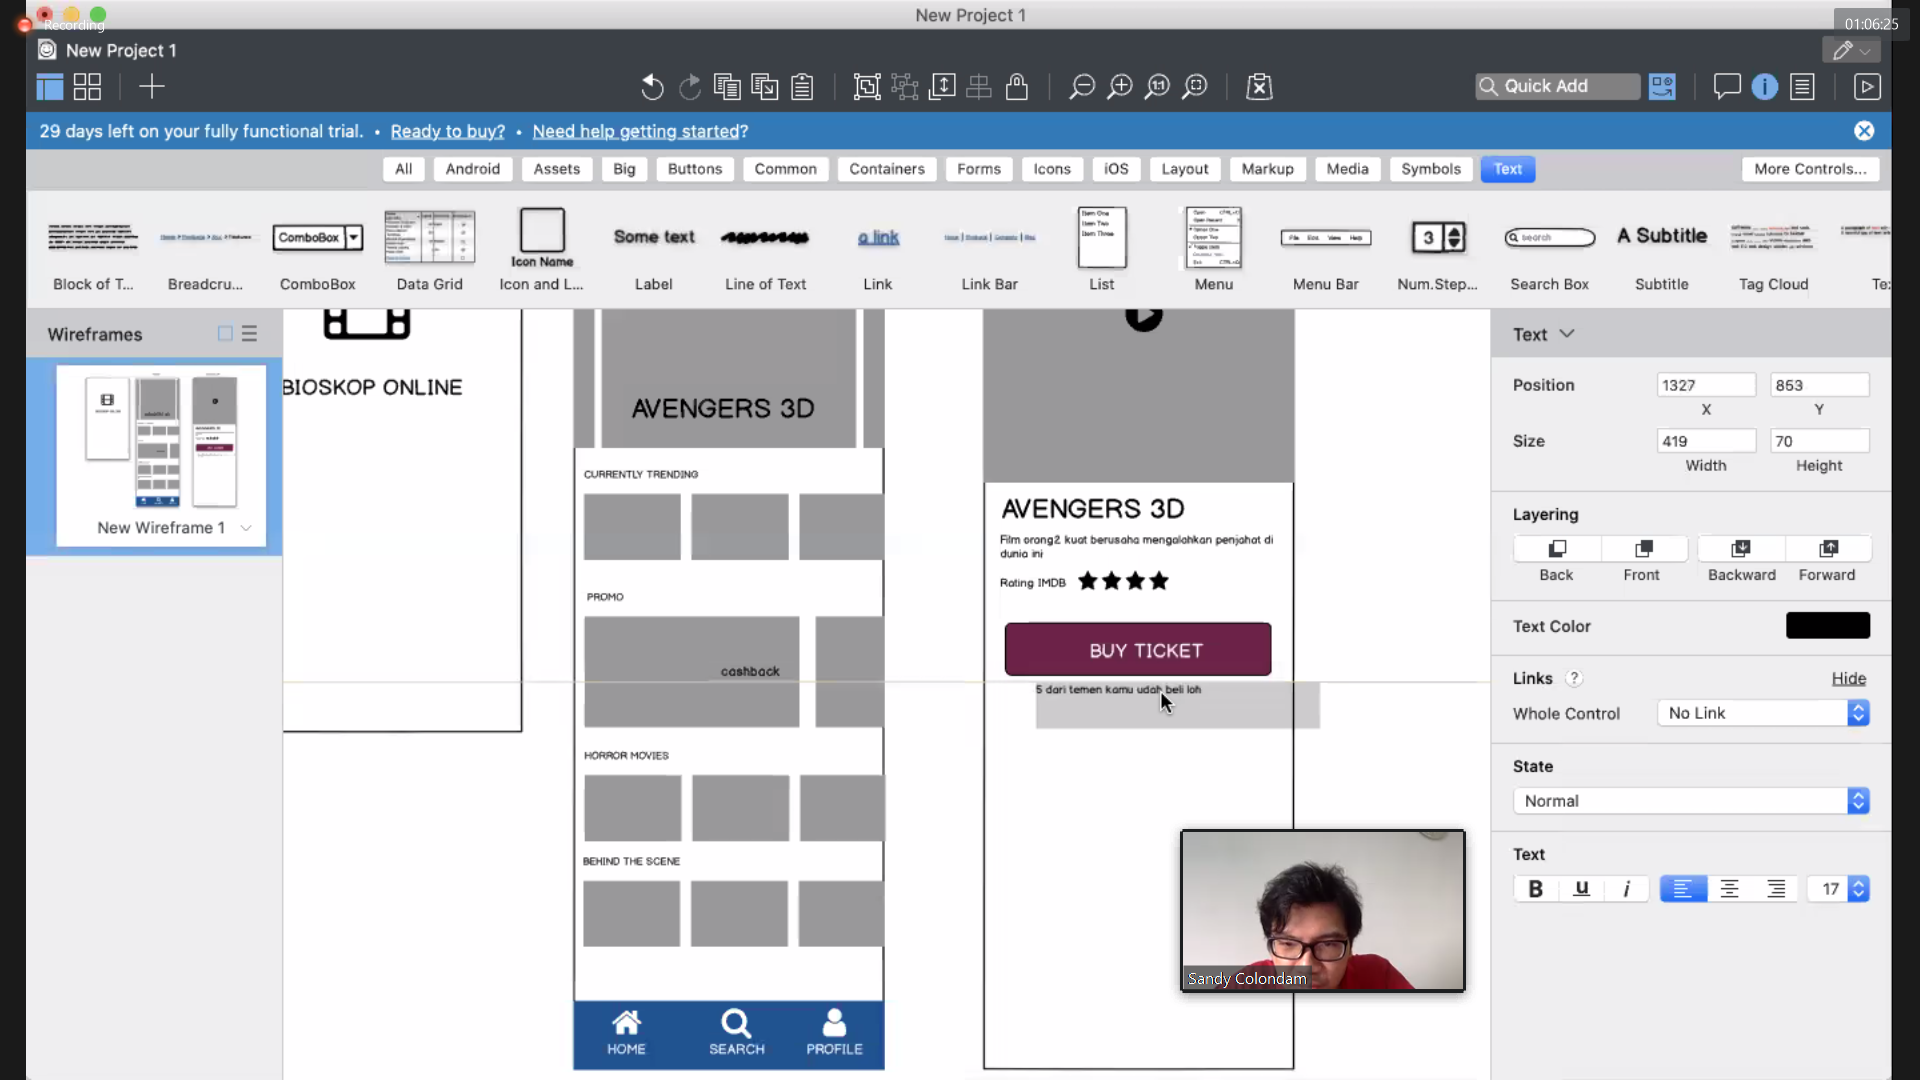 New Project 1
Recording
01:06:25
New Project 1
Quick Add
29 days left on your fully functional trial. • Ready to buy? • Need help getting started?
All Android Assets Big Buttons Common Containers Forms Icons iOS Layout Markup Media Symbols Text More Controls...
ComboBox Icon Name Some text a link Item One Item Two Item Three 3 search A Subtitle
Block of T... Breadcru... ComboBox Data Grid Icon and L... Label Line of Text Link Link Bar List Menu Menu Bar Num.Step... Search Box Subtitle Tag Cloud
Wireframes
New Wireframe 1
BIOSKOP ONLINE
AVENGERS 3D
CURRENTLY TRENDING
PROMO
cashback
HORROR MOVIES
BEHIND THE SCENE
HOME SEARCH PROFILE
AVENGERS 3D
Film orang2 kuat berusaha mengalahkan penjahat di
dunia ini
Rating IMDB
BUY TICKET
5 dari temen kamu udah beli loh
Sandy Colondam
Text
Position 1327 853
X Y
Size 419 70
Width Height
Layering
Back Front Backward Forward
Text Color
Links ? Hide
Whole Control No Link
State
Normal
Text
B U i 17